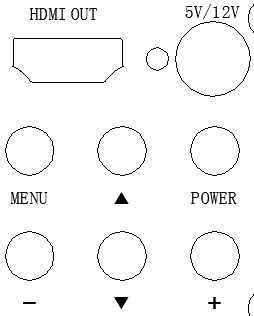 HDMI OUT 5V/12V
MENU ▲ POWER
− ▼ +